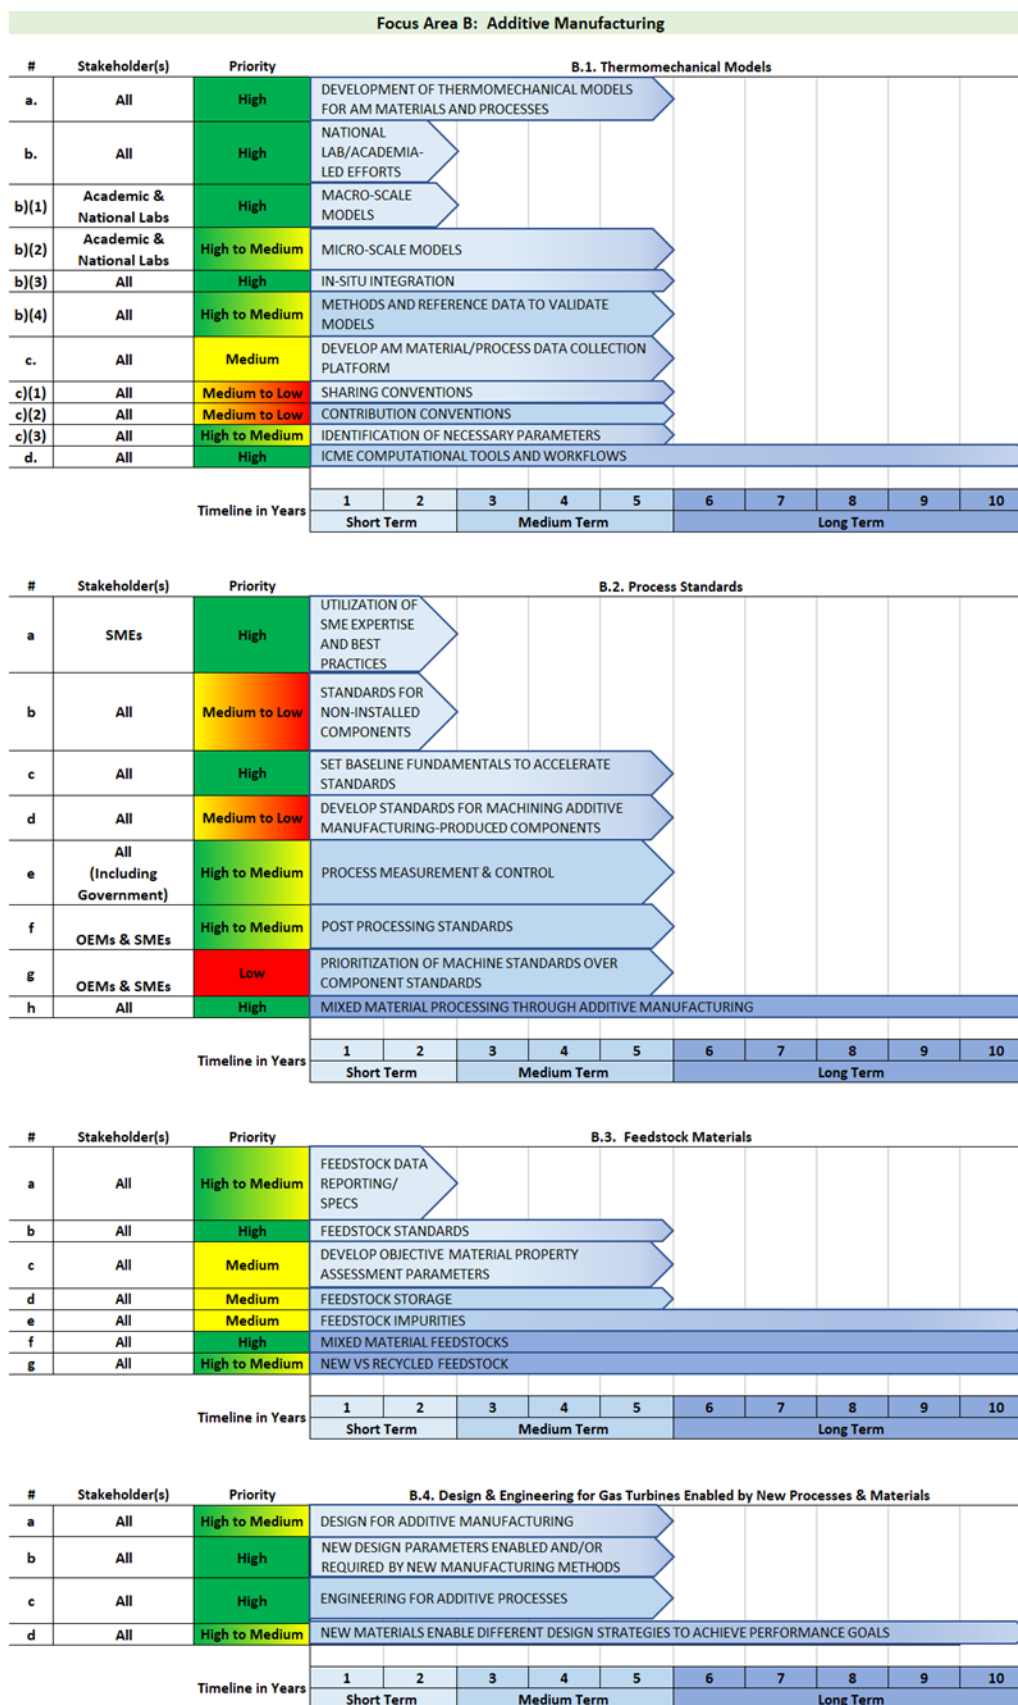 Focus Area B:  Additive Manufacturing
# Stakeholder(s) Priority B.1. Thermomechanical Models
a. All High DEVELOPMENT OF THERMOMECHANICAL MODELS
FOR AM MATERIALS AND PROCESSES
b. All High NATIONAL
LAB/ACADEMIA-
LED EFFORTS
b)(1) Academic &
National Labs High MACRO-SCALE
MODELS
b)(2) Academic &
National Labs High to Medium MICRO-SCALE MODELS
b)(3) All High IN-SITU INTEGRATION
b)(4) All High to Medium METHODS AND REFERENCE DATA TO VALIDATE
MODELS
c. All Medium DEVELOP AM MATERIAL/PROCESS DATA COLLECTION
PLATFORM
c)(1) All Medium to Low SHARING CONVENTIONS
c)(2) All Medium to Low CONTRIBUTION CONVENTIONS
c)(3) All High to Medium IDENTIFICATION OF NECESSARY PARAMETERS
d. All High ICME COMPUTATIONAL TOOLS AND WORKFLOWS
Timeline in Years 1 2 3 4 5 6 7 8 9 10
Short Term Medium Term Long Term
# Stakeholder(s) Priority B.2. Process Standards
a SMEs High UTILIZATION OF
SME EXPERTISE
AND BEST
PRACTICES
b All Medium to Low STANDARDS FOR
NON-INSTALLED
COMPONENTS
c All High SET BASELINE FUNDAMENTALS TO ACCELERATE
STANDARDS
d All Medium to Low DEVELOP STANDARDS FOR MACHINING ADDITIVE
MANUFACTURING-PRODUCED COMPONENTS
e All
(Including
Government) High to Medium PROCESS MEASUREMENT & CONTROL
f OEMs & SMEs High to Medium POST PROCESSING STANDARDS
g OEMs & SMEs Low PRIORITIZATION OF MACHINE STANDARDS OVER
COMPONENT STANDARDS
h All High MIXED MATERIAL PROCESSING THROUGH ADDITIVE MANUFACTURING
Timeline in Years 1 2 3 4 5 6 7 8 9 10
Short Term Medium Term Long Term
# Stakeholder(s) Priority B.3.  Feedstock Materials
a All High to Medium FEEDSTOCK DATA
REPORTING/
SPECS
b All High FEEDSTOCK STANDARDS
c All Medium DEVELOP OBJECTIVE MATERIAL PROPERTY
ASSESSMENT PARAMETERS
d All Medium FEEDSTOCK STORAGE
e All Medium FEEDSTOCK IMPURITIES
f All High MIXED MATERIAL FEEDSTOCKS
g All High to Medium NEW VS RECYCLED FEEDSTOCK
Timeline in Years 1 2 3 4 5 6 7 8 9 10
Short Term Medium Term Long Term
# Stakeholder(s) Priority B.4. Design & Engineering for Gas Turbines Enabled by New Processes & Materials
a All High to Medium DESIGN FOR ADDITIVE MANUFACTURING
b All High NEW DESIGN PARAMETERS ENABLED AND/OR
REQUIRED BY NEW MANUFACTURING METHODS
c All High ENGINEERING FOR ADDITIVE PROCESSES
d All High to Medium NEW MATERIALS ENABLE DIFFERENT DESIGN STRATEGIES TO ACHIEVE PERFORMANCE GOALS
Timeline in Years 1 2 3 4 5 6 7 8 9 10
Short Term Medium Term Long Term